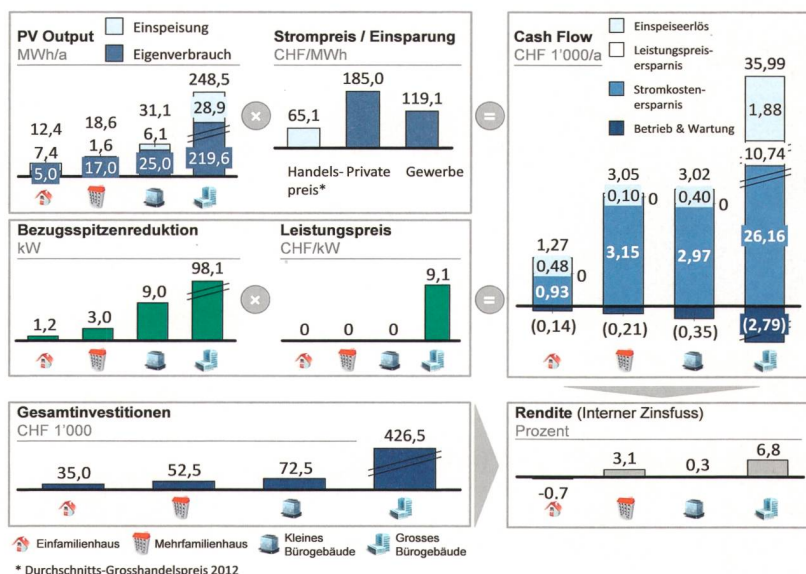 PV Output
MWh/a
Einspeisung
Eigenverbrauch
12,4
7,4
5,0
18,6
1,6
17,0
31,1
6,1
25,0
248,5
28,9
219,6
Strompreis / Einsparung
CHF/MWh
65,1
185,0
119,1
Handels- Private Gewerbe
preis*
Cash Flow
CHF 1'000/a
Einspeiseerlös
Leistungspreis-
ersparnis
Stromkosten-
ersparnis
Betrieb & Wartung
1,27
0,48
0
0,93
(0,14)
3,05
0,10
0
3,15
(0,21)
3,02
0,40
0
2,97
(0,35)
35,99
1,88
10,74
26,16
(2,79)
Bezugsspitzenreduktion
kW
1,2
3,0
9,0
98,1
Leistungspreis
CHF/kW
0
0
0
9,1
Gesamtinvestitionen
CHF 1'000
35,0
52,5
72,5
426,5
Rendite (Interner Zinsfuss)
Prozent
-0.7
3,1
0,3
6,8
Einfamilienhaus
Mehrfamilienhaus
Kleines
Bürogebäude
Grosses
Bürogebäude
* Durchschnitts-Grosshandelspreis 2012